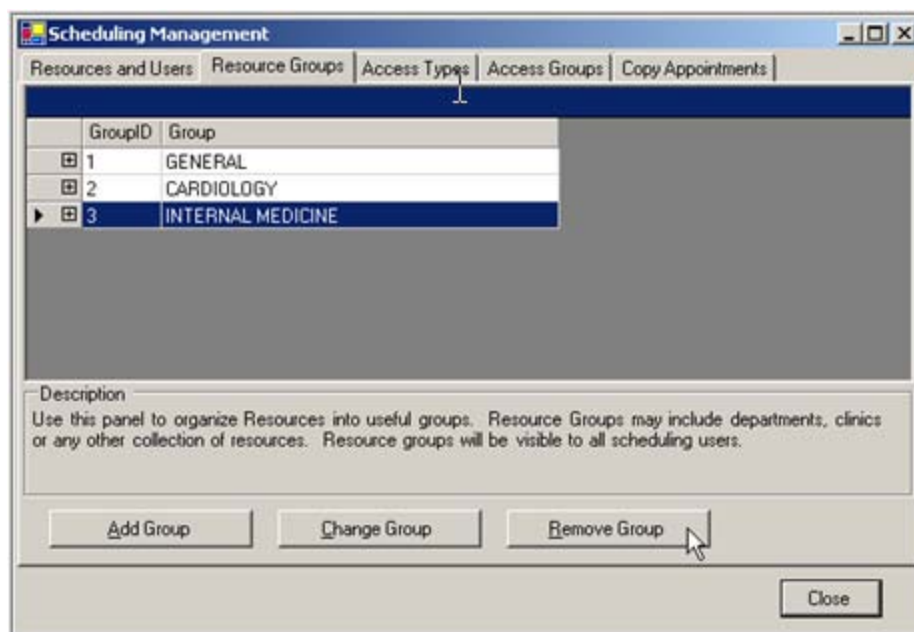 Scheduling Management
Resources and Users Resource Groups Access Types Access Groups Copy Appointments
GroupID Group
1 GENERAL
2 CARDIOLOGY
3 INTERNAL MEDICINE
Description
Use this panel to organize Resources into useful groups. Resource Groups may include departments, clinics
or any other collection of resources. Resource groups will be visible to all scheduling users.
Add Group Change Group Remove Group
Close